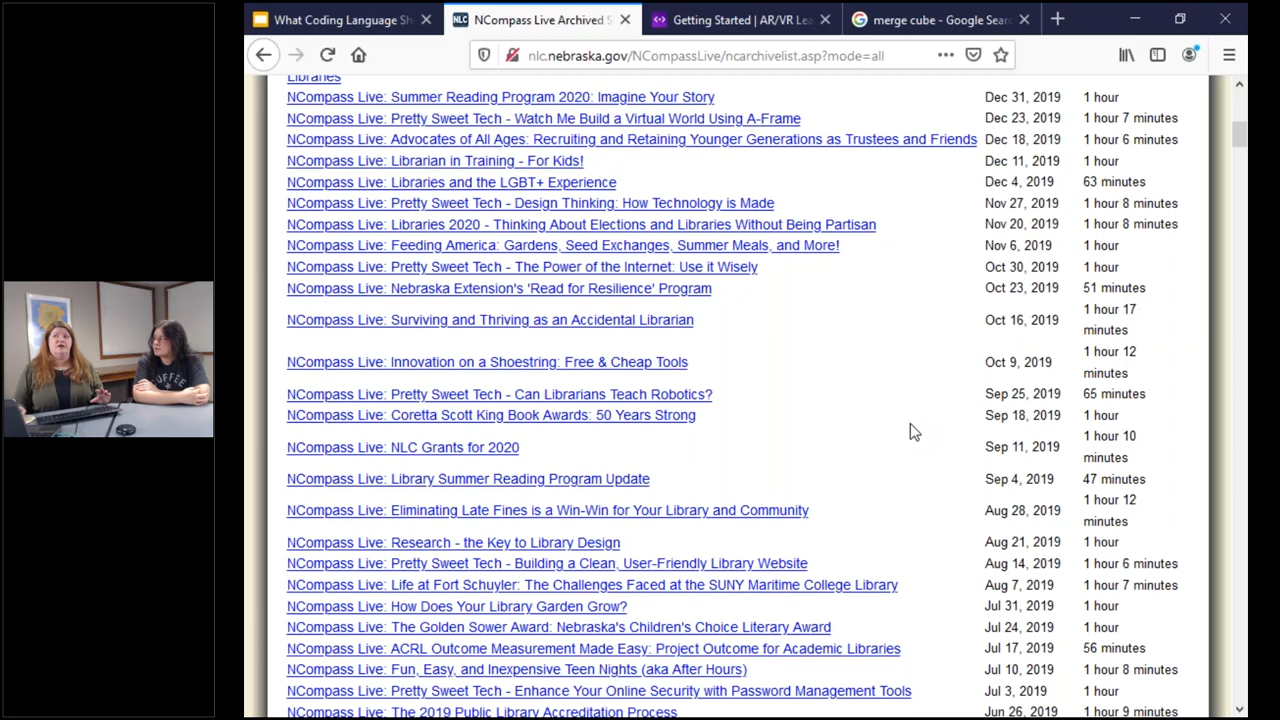 What Coding Language Sh
NCompass Live Archived S
Getting Started | AR/VR Lea
merge cube - Google Sear
nlc.nebraska.gov/NCompassLive/ncarchivelist.asp?mode=all
Libraries
NCompass Live: Summer Reading Program 2020: Imagine Your Story Dec 31, 2019 1 hour
NCompass Live: Pretty Sweet Tech - Watch Me Build a Virtual World Using A-Frame Dec 23, 2019 1 hour 7 minutes
NCompass Live: Advocates of All Ages: Recruiting and Retaining Younger Generations as Trustees and Friends Dec 18, 2019 1 hour 6 minutes
NCompass Live: Librarian in Training - For Kids! Dec 11, 2019 1 hour
NCompass Live: Libraries and the LGBT+ Experience Dec 4, 2019 63 minutes
NCompass Live: Pretty Sweet Tech - Design Thinking: How Technology is Made Nov 27, 2019 1 hour 8 minutes
NCompass Live: Libraries 2020 - Thinking About Elections and Libraries Without Being Partisan Nov 20, 2019 1 hour 8 minutes
NCompass Live: Feeding America: Gardens, Seed Exchanges, Summer Meals, and More! Nov 6, 2019 1 hour
NCompass Live: Pretty Sweet Tech - The Power of the Internet: Use it Wisely Oct 30, 2019 1 hour
NCompass Live: Nebraska Extension's 'Read for Resilience' Program Oct 23, 2019 51 minutes
NCompass Live: Surviving and Thriving as an Accidental Librarian Oct 16, 2019 1 hour 17
minutes
NCompass Live: Innovation on a Shoestring: Free & Cheap Tools Oct 9, 2019 1 hour 12
minutes
NCompass Live: Pretty Sweet Tech - Can Librarians Teach Robotics? Sep 25, 2019 65 minutes
NCompass Live: Coretta Scott King Book Awards: 50 Years Strong Sep 18, 2019 1 hour
NCompass Live: NLC Grants for 2020 Sep 11, 2019 1 hour 10
minutes
NCompass Live: Library Summer Reading Program Update Sep 4, 2019 47 minutes
NCompass Live: Eliminating Late Fines is a Win-Win for Your Library and Community Aug 28, 2019 1 hour 12
minutes
NCompass Live: Research - the Key to Library Design Aug 21, 2019 1 hour
NCompass Live: Pretty Sweet Tech - Building a Clean, User-Friendly Library Website Aug 14, 2019 1 hour 6 minutes
NCompass Live: Life at Fort Schuyler: The Challenges Faced at the SUNY Maritime College Library Aug 7, 2019 1 hour 7 minutes
NCompass Live: How Does Your Library Garden Grow? Jul 31, 2019 1 hour
NCompass Live: The Golden Sower Award: Nebraska's Children's Choice Literary Award Jul 24, 2019 1 hour
NCompass Live: ACRL Outcome Measurement Made Easy: Project Outcome for Academic Libraries Jul 17, 2019 56 minutes
NCompass Live: Fun, Easy, and Inexpensive Teen Nights (aka After Hours) Jul 10, 2019 1 hour 8 minutes
NCompass Live: Pretty Sweet Tech - Enhance Your Online Security with Password Management Tools Jul 3, 2019 1 hour
NCompass Live: The 2019 Public Library Accreditation Process Jun 26, 2019 1 hour 9 minutes